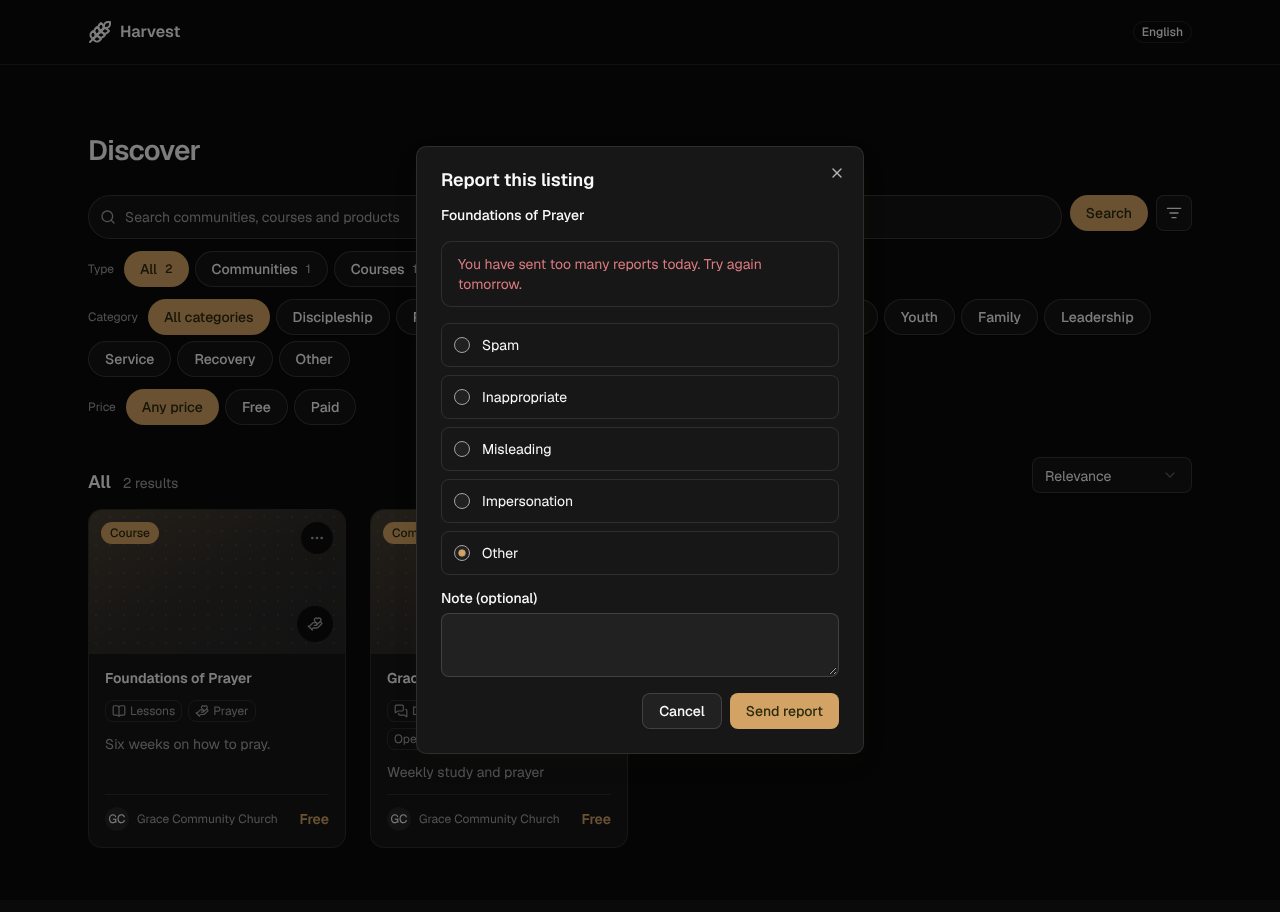 Harvest
English
Discover
Search communities, courses and products
Search
Type
All 2
Communities 1
Courses
Category
All categories
Discipleship
Youth
Family
Leadership
Service
Recovery
Other
Price
Any price
Free
Paid
All 2 results
Relevance
Report this listing
Foundations of Prayer
You have sent too many reports today. Try again
tomorrow.
Spam
Inappropriate
Misleading
Impersonation
Other
Note (optional)
Cancel
Send report
Course
Foundations of Prayer
Lessons
Prayer
Six weeks on how to pray.
GC Grace Community Church Free
Weekly study and prayer
GC Grace Community Church Free